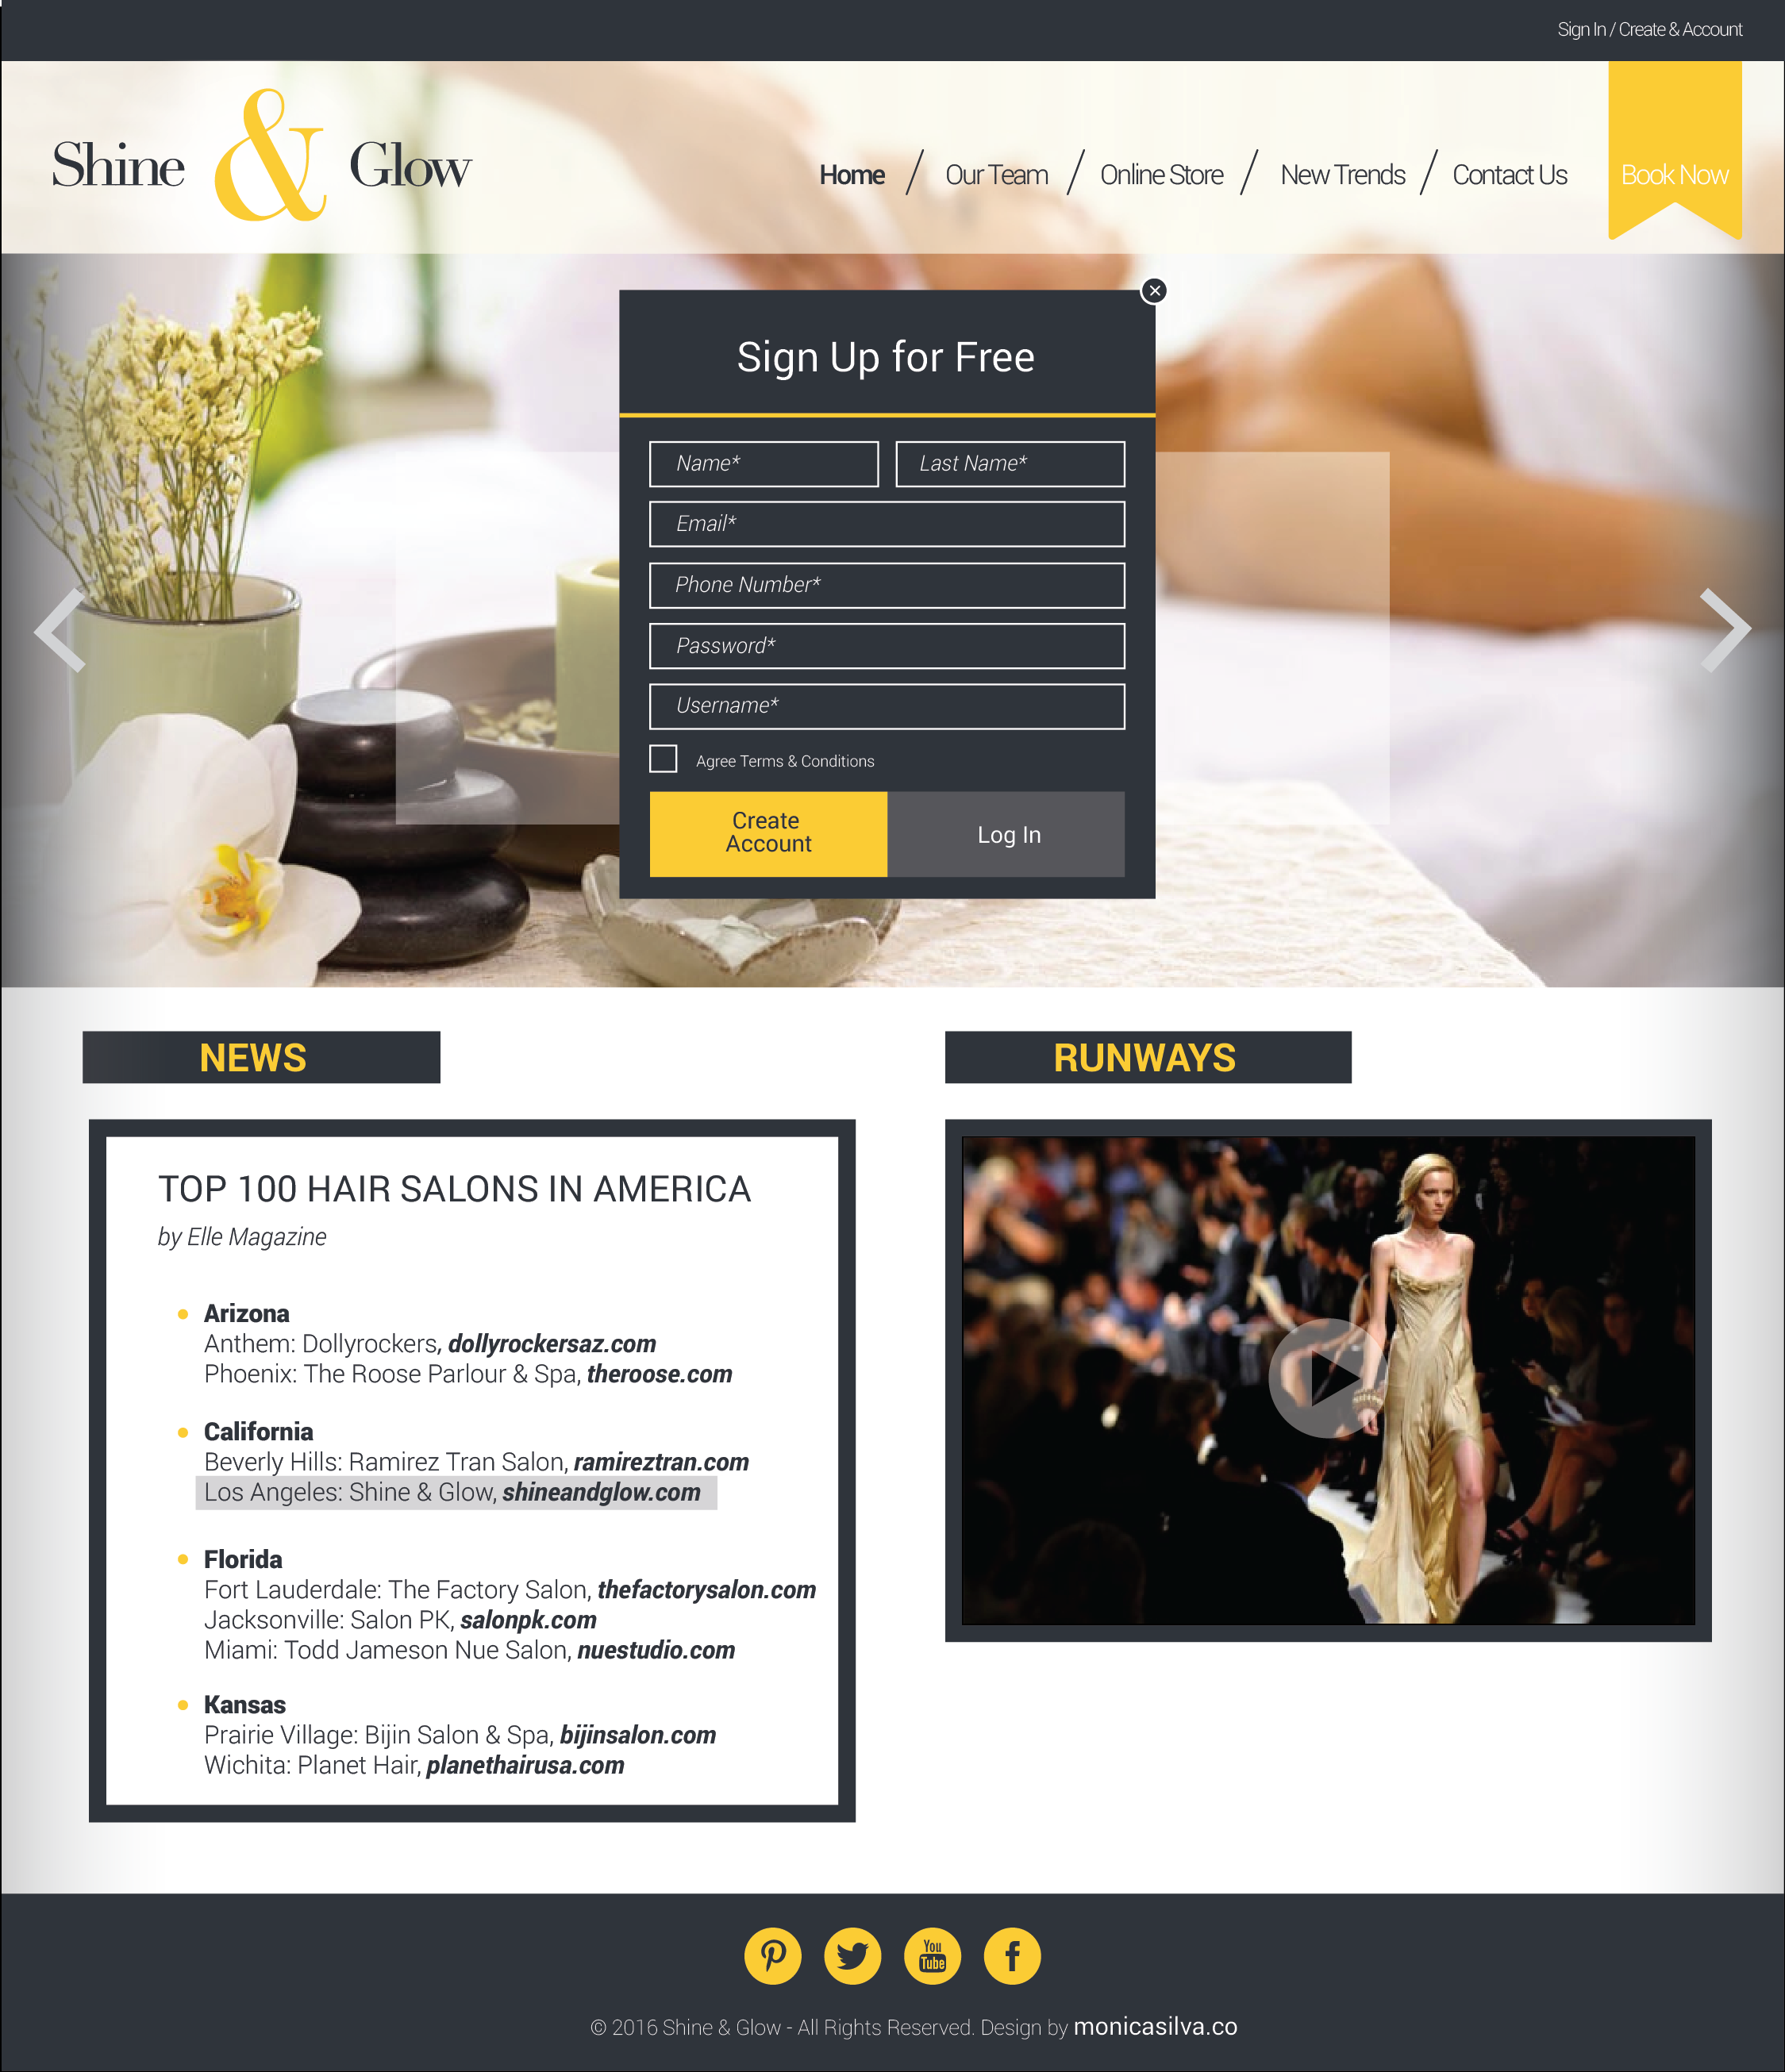 Sign In / Create & Account
Shine & Glow
Home / Our Team / Online Store / New Trends / Contact Us
Book Now
Sign Up for Free
Name*
Last Name*
Email*
Phone Number*
Password*
Username*
Agree Terms & Conditions
Create
Account
Log In
NEWS
TOP 100 HAIR SALONS IN AMERICA
by Elle Magazine
Arizona
Anthem: Dollyrockers, dollyrockersaz.com
Phoenix: The Roose Parlour & Spa, theroose.com
California
Beverly Hills: Ramirez Tran Salon, ramireztran.com
Los Angeles: Shine & Glow, shineandglow.com
Florida
Fort Lauderdale: The Factory Salon, thefactorysalon.com
Jacksonville: Salon PK, salonpk.com
Miami: Todd Jameson Nue Salon, nuestudio.com
Kansas
Prairie Village: Bijin Salon & Spa, bijinsalon.com
Wichita: Planet Hair, planethairusa.com
RUNWAYS
You
Tube
© 2016 Shine & Glow - All Rights Reserved. Design by monicasilva.co